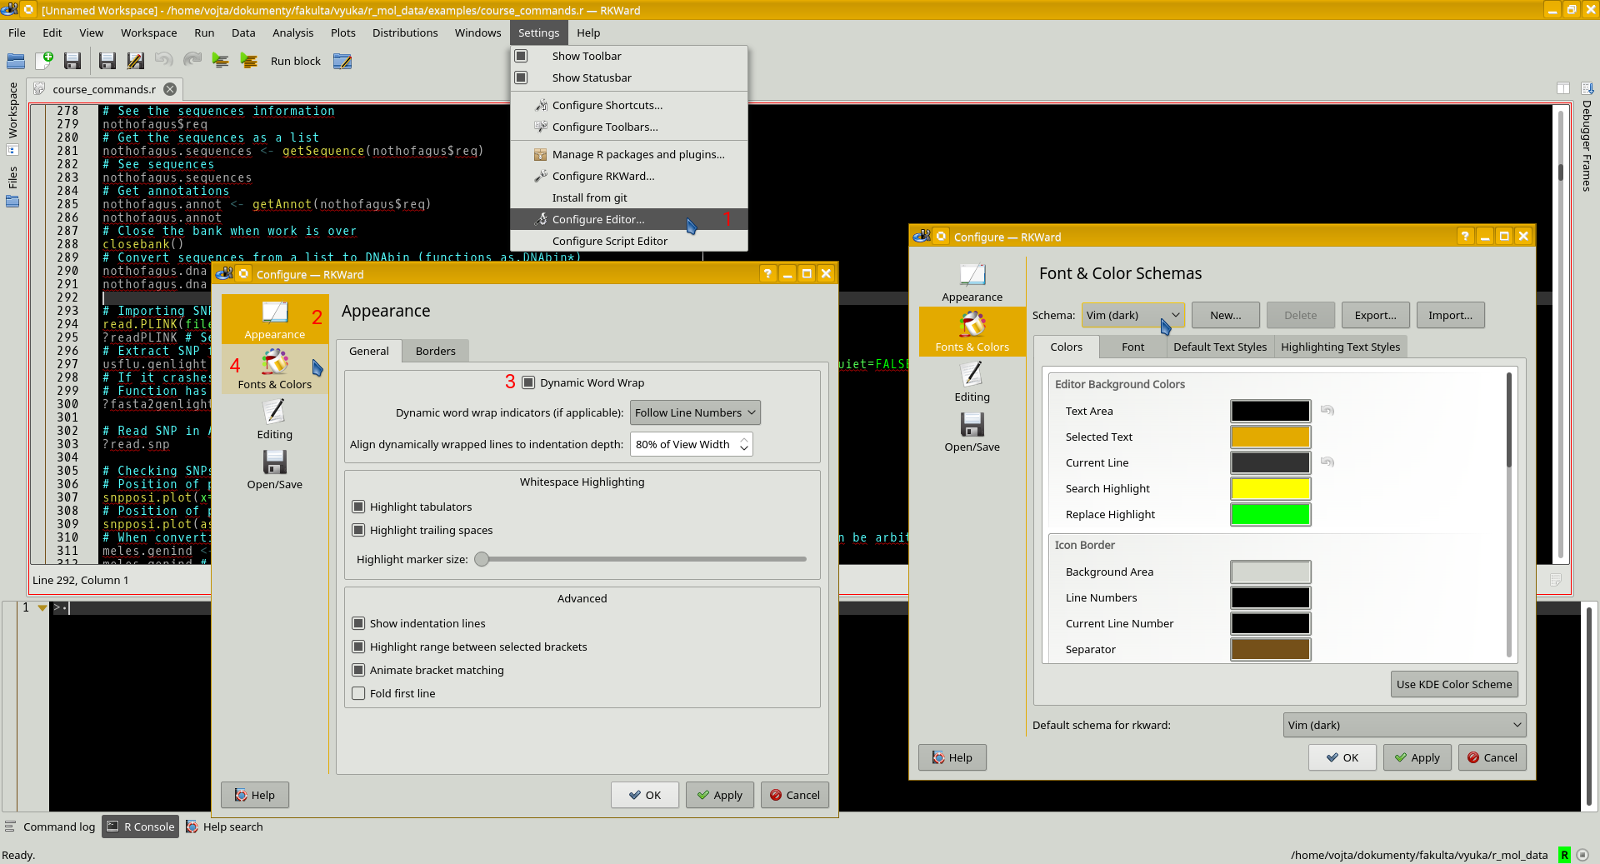 [Unnamed Workspace] - /home/vojta/dokumenty/fakulta/vyuka/r_mol_data/examples/course_commands.r — RKWard
File Edit View Workspace Run Data Analysis Plots Distributions Windows Settings Help
Run block
course_commands.r
Workspace
Files
Debugger Frames
278 # See the sequences information
279 nothofagus$req
280 # Get the sequences as a list
281 nothofagus.sequences <- getSequence(nothofagus$req)
282 # See sequences
283 nothofagus.sequences
284 # Get annotations
285 nothofagus.annot <- getAnnot(nothofagus$req)
286 nothofagus.annot
287 # Close the bank when work is over
288 closebank()
289 # Convert sequences from a list to DNAbin (functions as.DNAbin*)
290 nothofagus.dna
291 nothofagus.dna
292
293 # Importing SNP
294 read.PLINK(file
295 ?readPLINK # Se
296 # Extract SNP
297 usflu.genlight uiet=FALSE
298 # If it crashes
299 # Function has
300 ?fasta2genlight
301
302 # Read SNP in
303 ?read.snp
304
305 # Checking SNPs
306 # Position of
307 snpposi.plot(x=
308 # Position of
309 snpposi.plot(as
310 # When converti n be arbit
311 meles.genind <-
312 meles.genind #
Line 292, Column 1
1 >
Show Toolbar
Show Statusbar
Configure Shortcuts...
Configure Toolbars...
Manage R packages and plugins...
Configure RKWard...
Install from git
Configure Editor... 1
Configure Script Editor
Configure — RKWard
Appearance 2
4 Fonts & Colors
Editing
Open/Save
Appearance
General Borders
3 Dynamic Word Wrap
Dynamic word wrap indicators (if applicable): Follow Line Numbers
Align dynamically wrapped lines to indentation depth: 80% of View Width
Whitespace Highlighting
Highlight tabulators
Highlight trailing spaces
Highlight marker size:
Advanced
Show indentation lines
Highlight range between selected brackets
Animate bracket matching
Fold first line
Help OK Apply Cancel
Configure — RKWard
Appearance
Fonts & Colors
Editing
Open/Save
Font & Color Schemas
Schema: Vim (dark) New... Delete Export... Import...
Colors Font Default Text Styles Highlighting Text Styles
Editor Background Colors
Text Area
Selected Text
Current Line
Search Highlight
Replace Highlight
Icon Border
Background Area
Line Numbers
Current Line Number
Separator
Use KDE Color Scheme
Default schema for rkward: Vim (dark)
Help OK Apply Cancel
Command log R Console Help search
Ready. /home/vojta/dokumenty/fakulta/vyuka/r_mol_data R